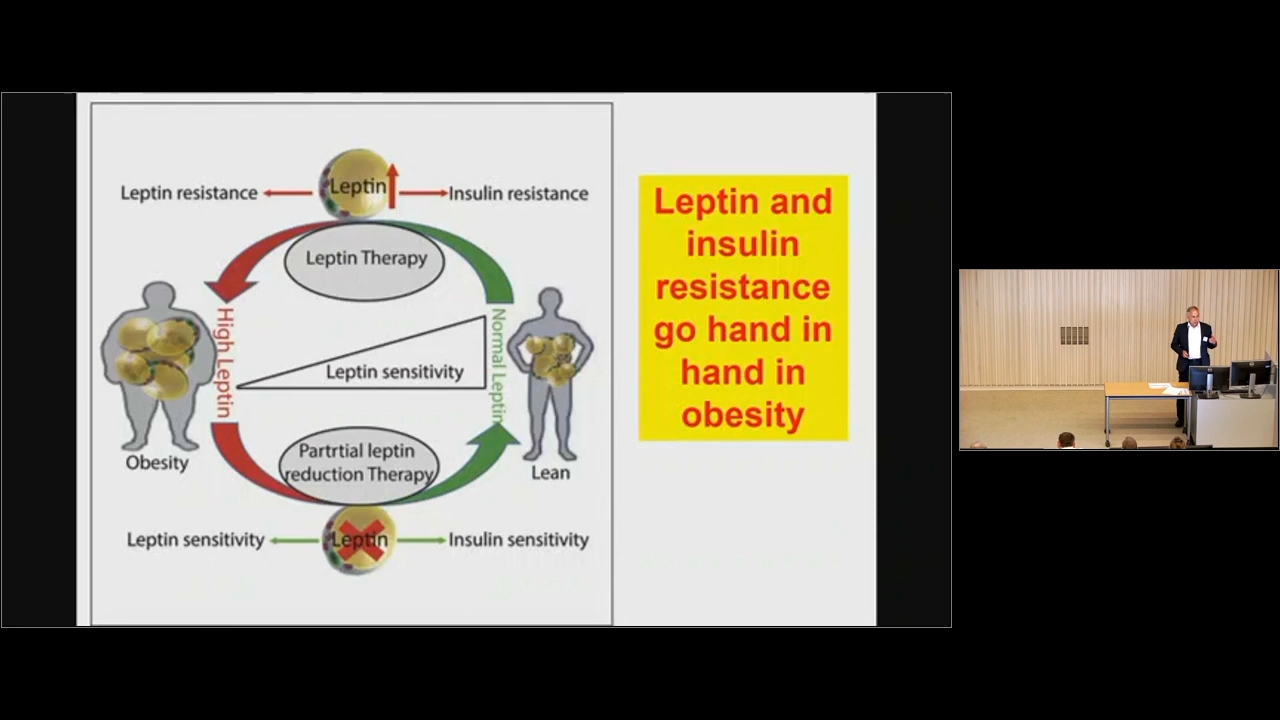 Leptin
Leptin resistance
Insulin resistance
Leptin Therapy
High Leptin
Normal Leptin
Leptin sensitivity
Obesity
Partrtial leptin
reduction Therapy
Lean
Leptin sensitivity
Leptin
Insulin sensitivity
Leptin and
insulin
resistance
go hand in
hand in
obesity